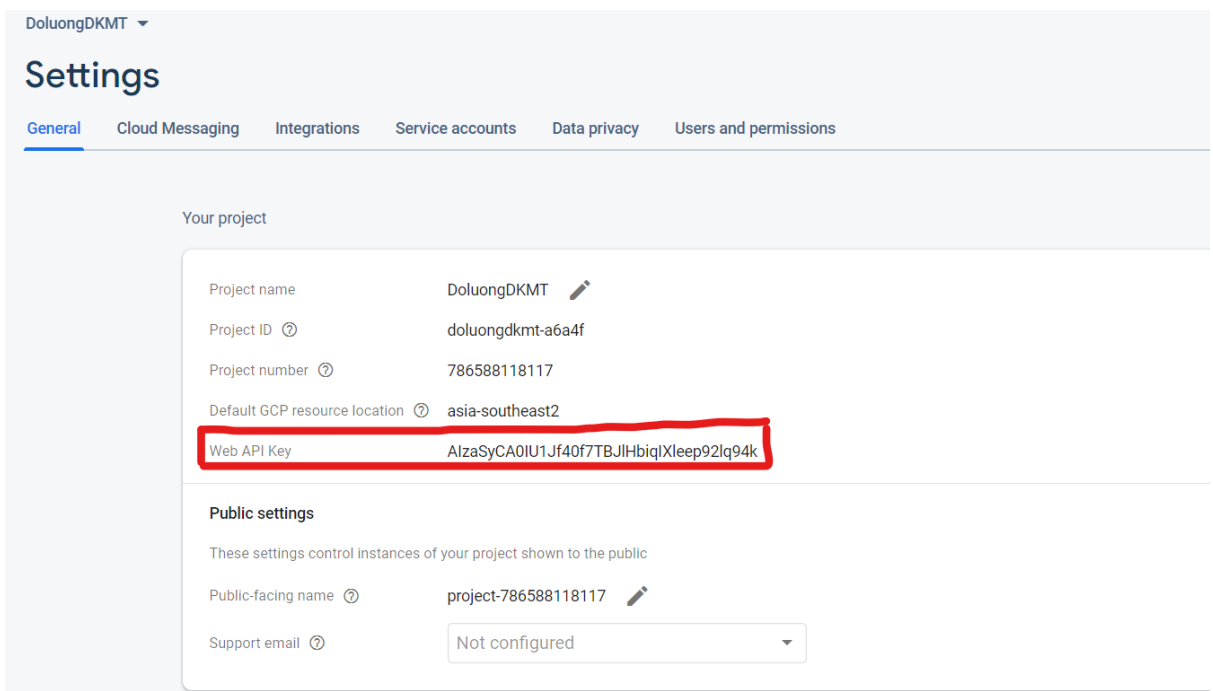 DoluongDKMT
Settings
General Cloud Messaging Integrations Service accounts Data privacy Users and permissions
Your project
Project name DoluongDKMT
Project ID doluongdkmt-a6a4f
Project number 786588118117
Default GCP resource location asia-southeast2
Web API Key AIzaSyCA0IU1Jf40f7TBJlHbiqIXleep92lq94k
Public settings
These settings control instances of your project shown to the public
Public-facing name project-786588118117
Support email Not configured